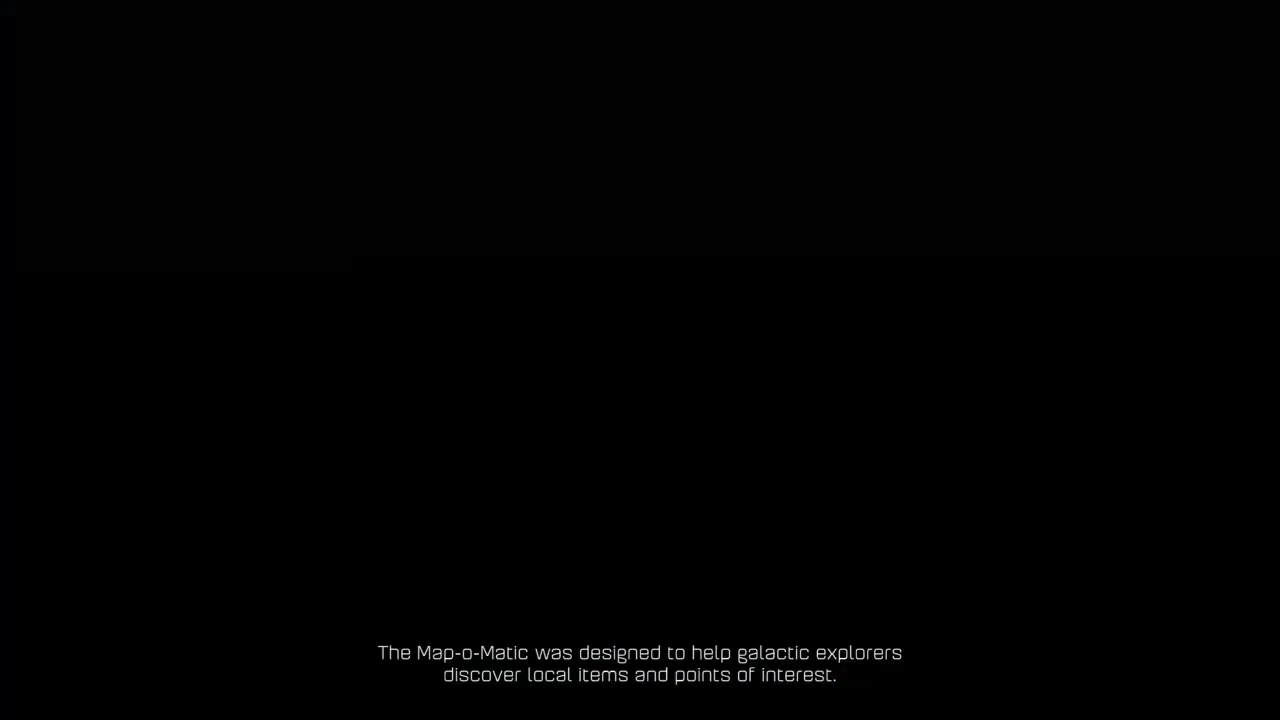 The Map-o-Matic was designed to help galactic explorers
discover local items and points of interest.